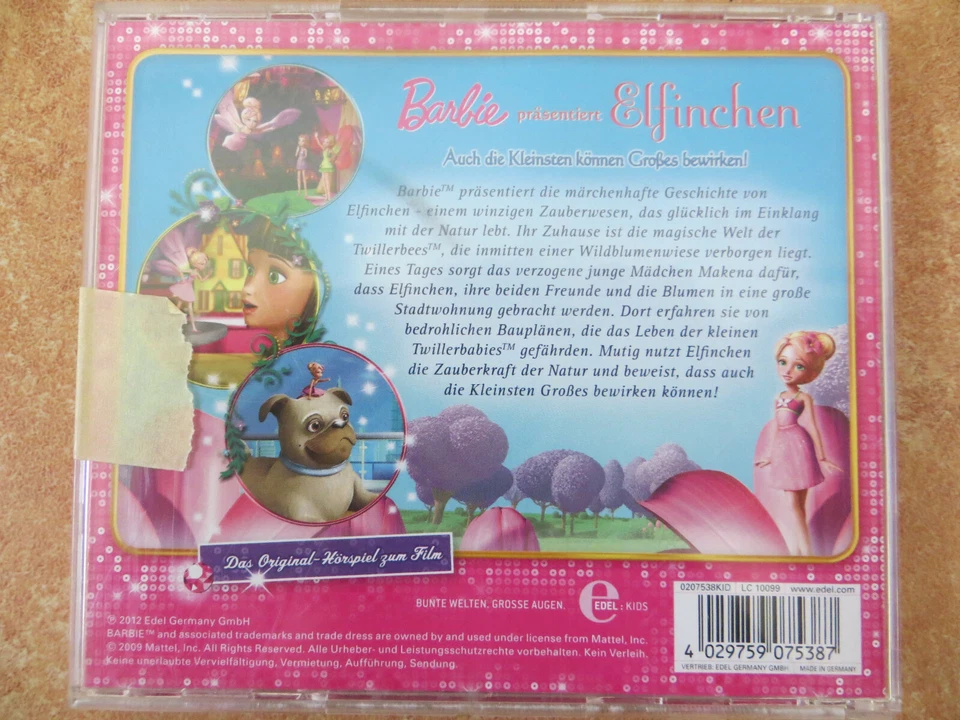 Barbie präsentiert Elfinchen
Auch die Kleinsten können Großes bewirken!
Barbie™ präsentiert die märchenhafte Geschichte von
Elfinchen - einem winzigen Zauberwesen, das glücklich im Einklang
mit der Natur lebt. Ihr Zuhause ist die magische Welt der
Twillerbees™, die inmitten einer Wildblumenwiese verborgen liegt.
Eines Tages sorgt das verzogene junge Mädchen Makena dafür,
dass Elfinchen, ihre beiden Freunde und die Blumen in eine große
Stadtwohnung gebracht werden. Dort erfahren sie von
bedrohlichen Bauplänen, die das Leben der kleinen
Twillerbabies™ gefährden. Mutig nutzt Elfinchen
die Zauberkraft der Natur und beweist, dass auch
die Kleinsten Großes bewirken können!
Das Original-Hörspiel zum Film
BUNTE WELTEN. GROSSE AUGEN.
e EDEL : KIDS
℗ 2012 Edel Germany GmbH
BARBIE™ and associated trademarks and trade dress are owned by and used under license from Mattel, Inc.
© 2009 Mattel, Inc. All Rights Reserved. Alle Urheber- und Leistungsschutzrechte vorbehalten. Kein Verleih.
Keine unerlaubte Vervielfältigung, Vermietung, Aufführung, Sendung.
0207538KID LC 10099 www.edel.com
4 029759 075387
VERTRIEB: EDEL GERMANY GMBH MADE IN GERMANY